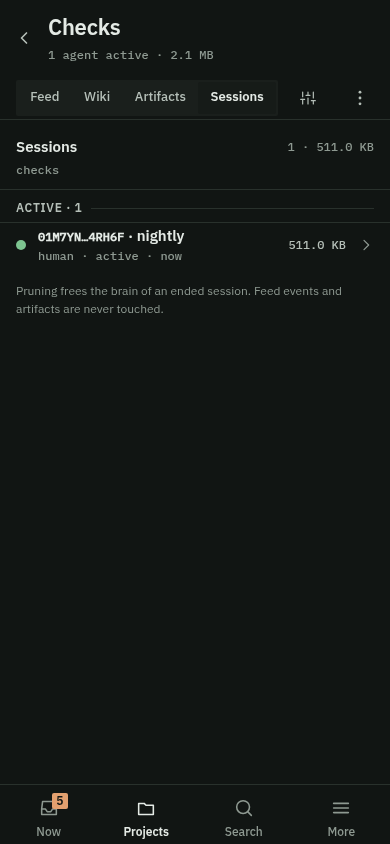 Checks
1 agent active · 2.1 MB
Feed Wiki Artifacts Sessions
Sessions 1 · 511.0 KB
checks
ACTIVE · 1
01M7YN…4RH6F · nightly
511.0 KB
human · active · now
Pruning frees the brain of an ended session. Feed events and
artifacts are never touched.
5
Now Projects Search More